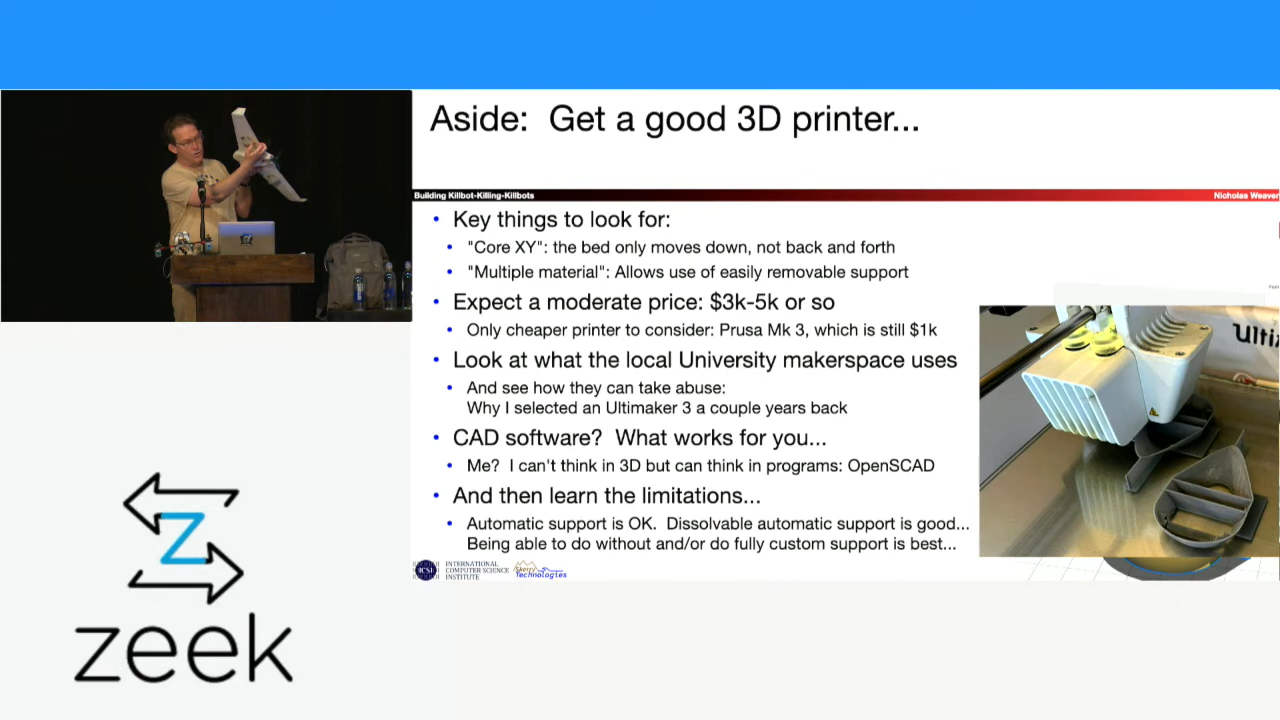 Aside: Get a good 3D printer...
Building Killbot-Killing-Killbots
Nicholas Weaver
• Key things to look for:
• "Core XY": the bed only moves down, not back and forth
• "Multiple material": Allows use of easily removable support
• Expect a moderate price: $3k-5k or so
• Only cheaper printer to consider: Prusa Mk 3, which is still $1k
• Look at what the local University makerspace uses
• And see how they can take abuse:
Why I selected an Ultimaker 3 a couple years back
• CAD software? What works for you...
• Me? I can't think in 3D but can think in programs: OpenSCAD
• And then learn the limitations...
• Automatic support is OK. Dissolvable automatic support is good...
Being able to do without and/or do fully custom support is best...
Ulti
ICSI
INTERNATIONAL
COMPUTER SCIENCE
INSTITUTE
Skerry
Technologies
z
zeek